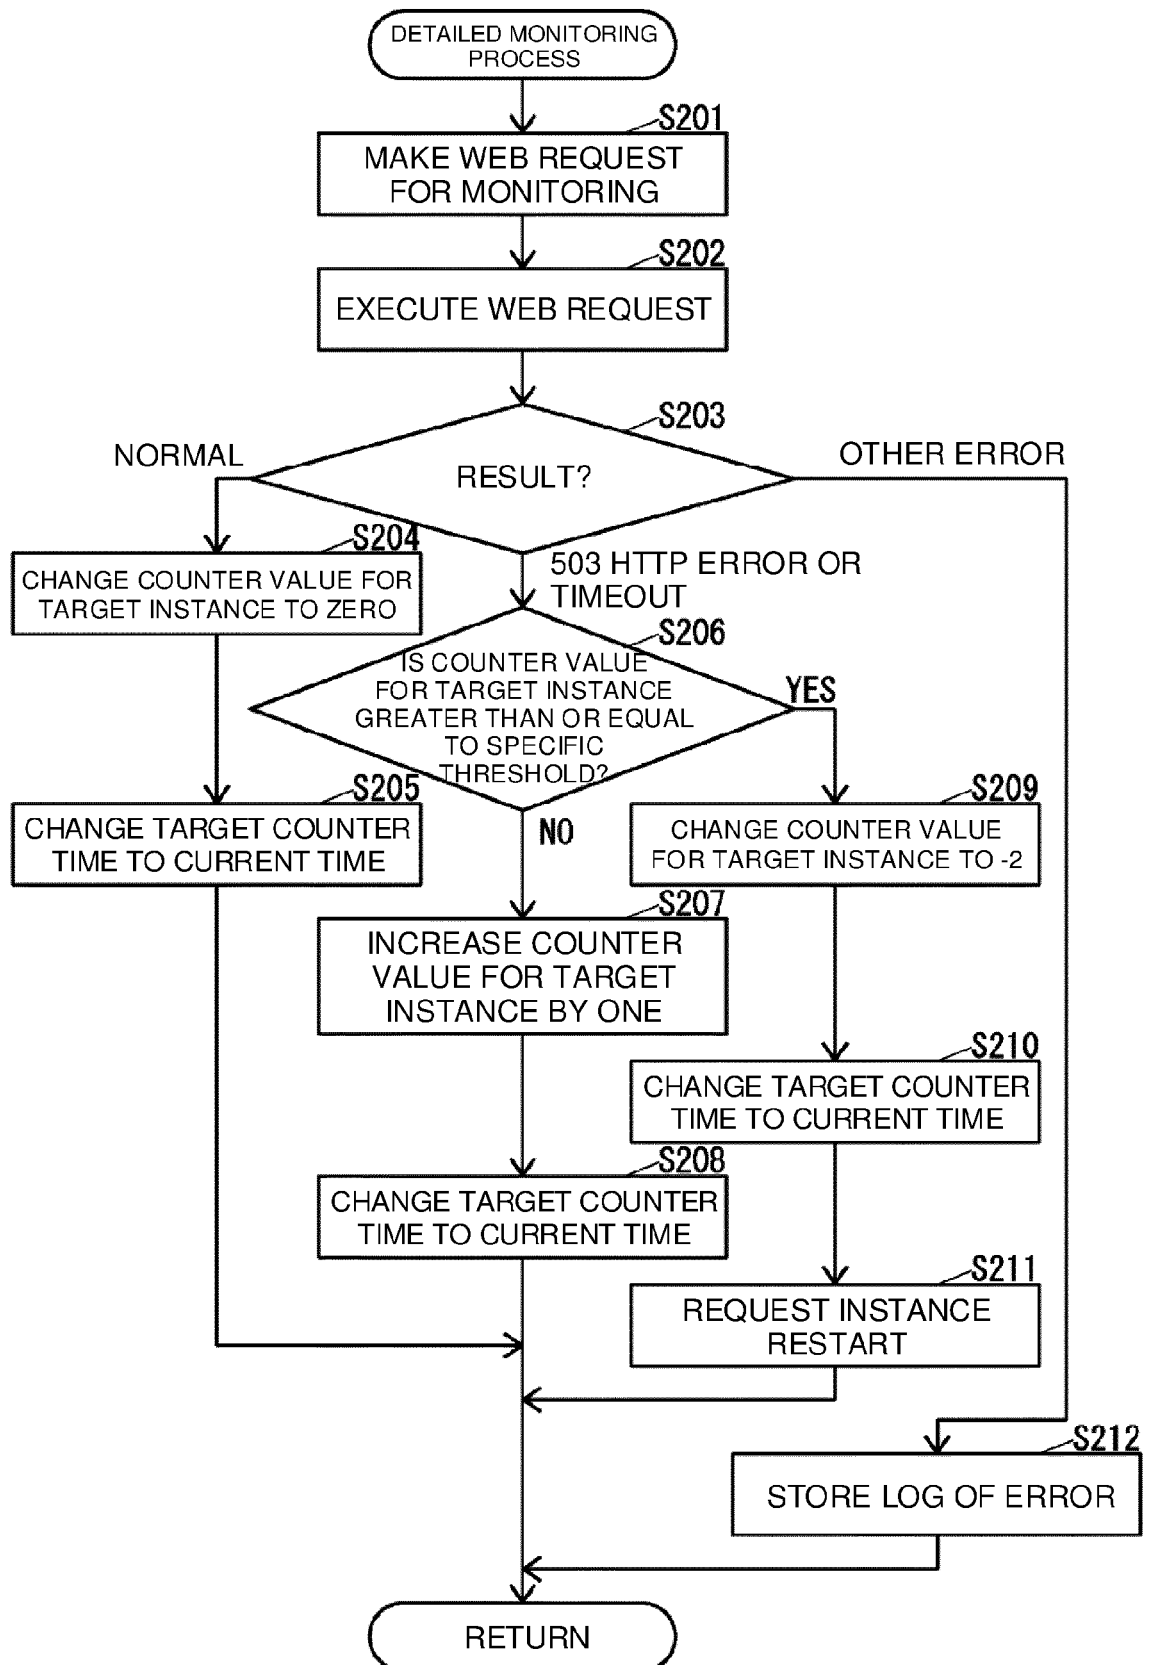 DETAILED MONITORING
PROCESS
S201
MAKE WEB REQUEST
FOR MONITORING
S202
EXECUTE WEB REQUEST
S203
NORMAL
RESULT?
OTHER ERROR
S204
CHANGE COUNTER VALUE FOR
TARGET INSTANCE TO ZERO
503 HTTP ERROR OR
TIMEOUT
S206
IS COUNTER VALUE
FOR TARGET INSTANCE
GREATER THAN OR EQUAL
TO SPECIFIC
THRESHOLD?
YES
NO
S205
CHANGE TARGET COUNTER
TIME TO CURRENT TIME
S209
CHANGE COUNTER VALUE
FOR TARGET INSTANCE TO -2
S207
INCREASE COUNTER
VALUE FOR TARGET
INSTANCE BY ONE
S210
CHANGE TARGET COUNTER
TIME TO CURRENT TIME
S208
CHANGE TARGET COUNTER
TIME TO CURRENT TIME
S211
REQUEST INSTANCE
RESTART
S212
STORE LOG OF ERROR
RETURN